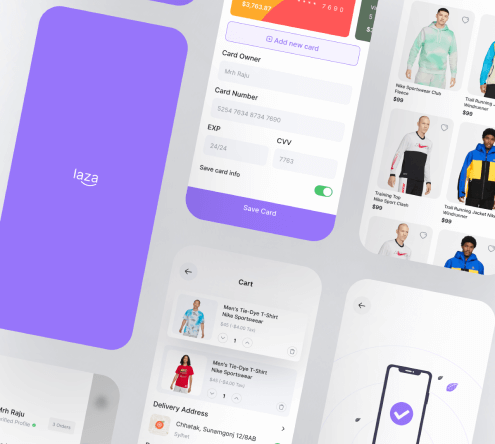 $3,763.87
7690
Add new card
Card Owner
Mrh Raju
Card Number
5254 7634 8734 7690
EXP
CVV
24/24
7763
Save card info
Save Card
laza
Nike Sportswear Club
Fleece
$99
Trail Running J
Windrunner
$99
Training Top
Nike Sport Clash
$99
Trail Running Jacket Nik
Windrunner
$99
Cart
Men's Tie-Dye T-Shirt
Nike Sportswear
$45 (-$4.00 Tax)
1
Men's Tie-Dye T-Shirt
Nike Sportswear
$45 (-$4.00 Tax)
1
Delivery Address
Chhatak, Sunamgonj 12/8AB
Sylhet
Mrh Raju
erified Profile
3 Orders